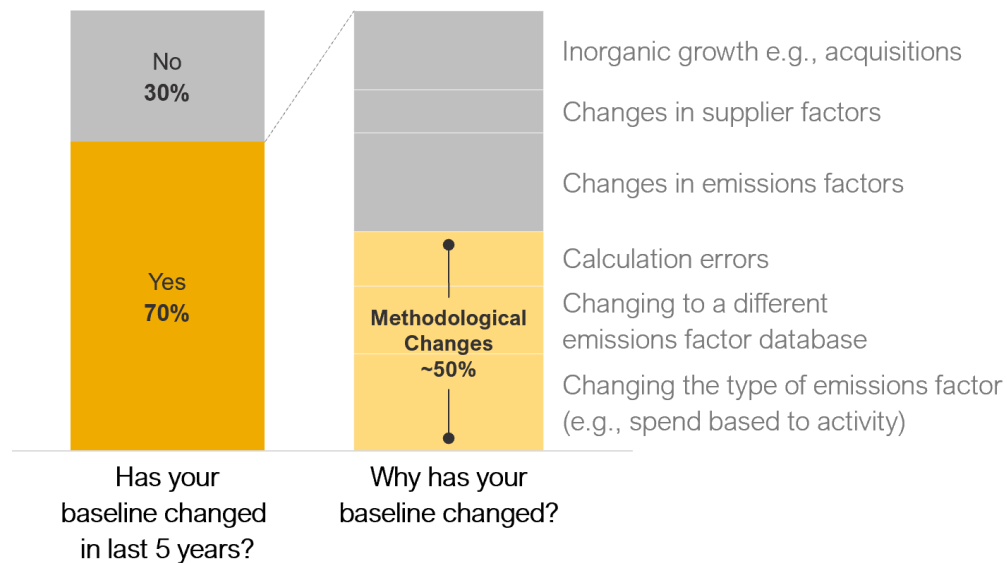 No
30%
Yes
70%
Has your
baseline changed
in last 5 years?
Methodological
Changes
~50%
Why has your
baseline changed?
Inorganic growth e.g., acquisitions
Changes in supplier factors
Changes in emissions factors
Calculation errors
Changing to a different
emissions factor database
Changing the type of emissions factor
(e.g., spend based to activity)